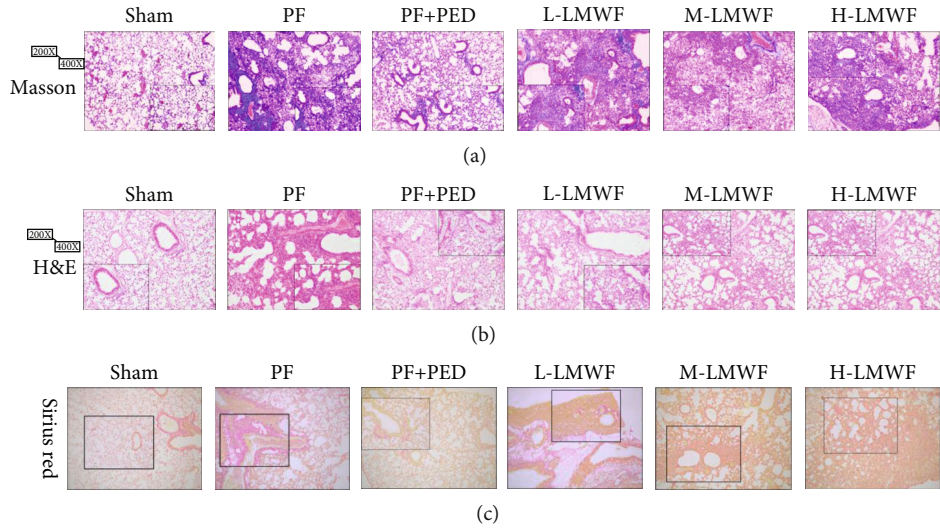 Sham PF PF+PED L-LMWF M-LMWF H-LMWF
200X
400X
Masson
(a)
Sham PF PF+PED L-LMWF M-LMWF H-LMWF
200X
400X
H&E
(b)
Sham PF PF+PED L-LMWF M-LMWF H-LMWF
Sirius red
(c)